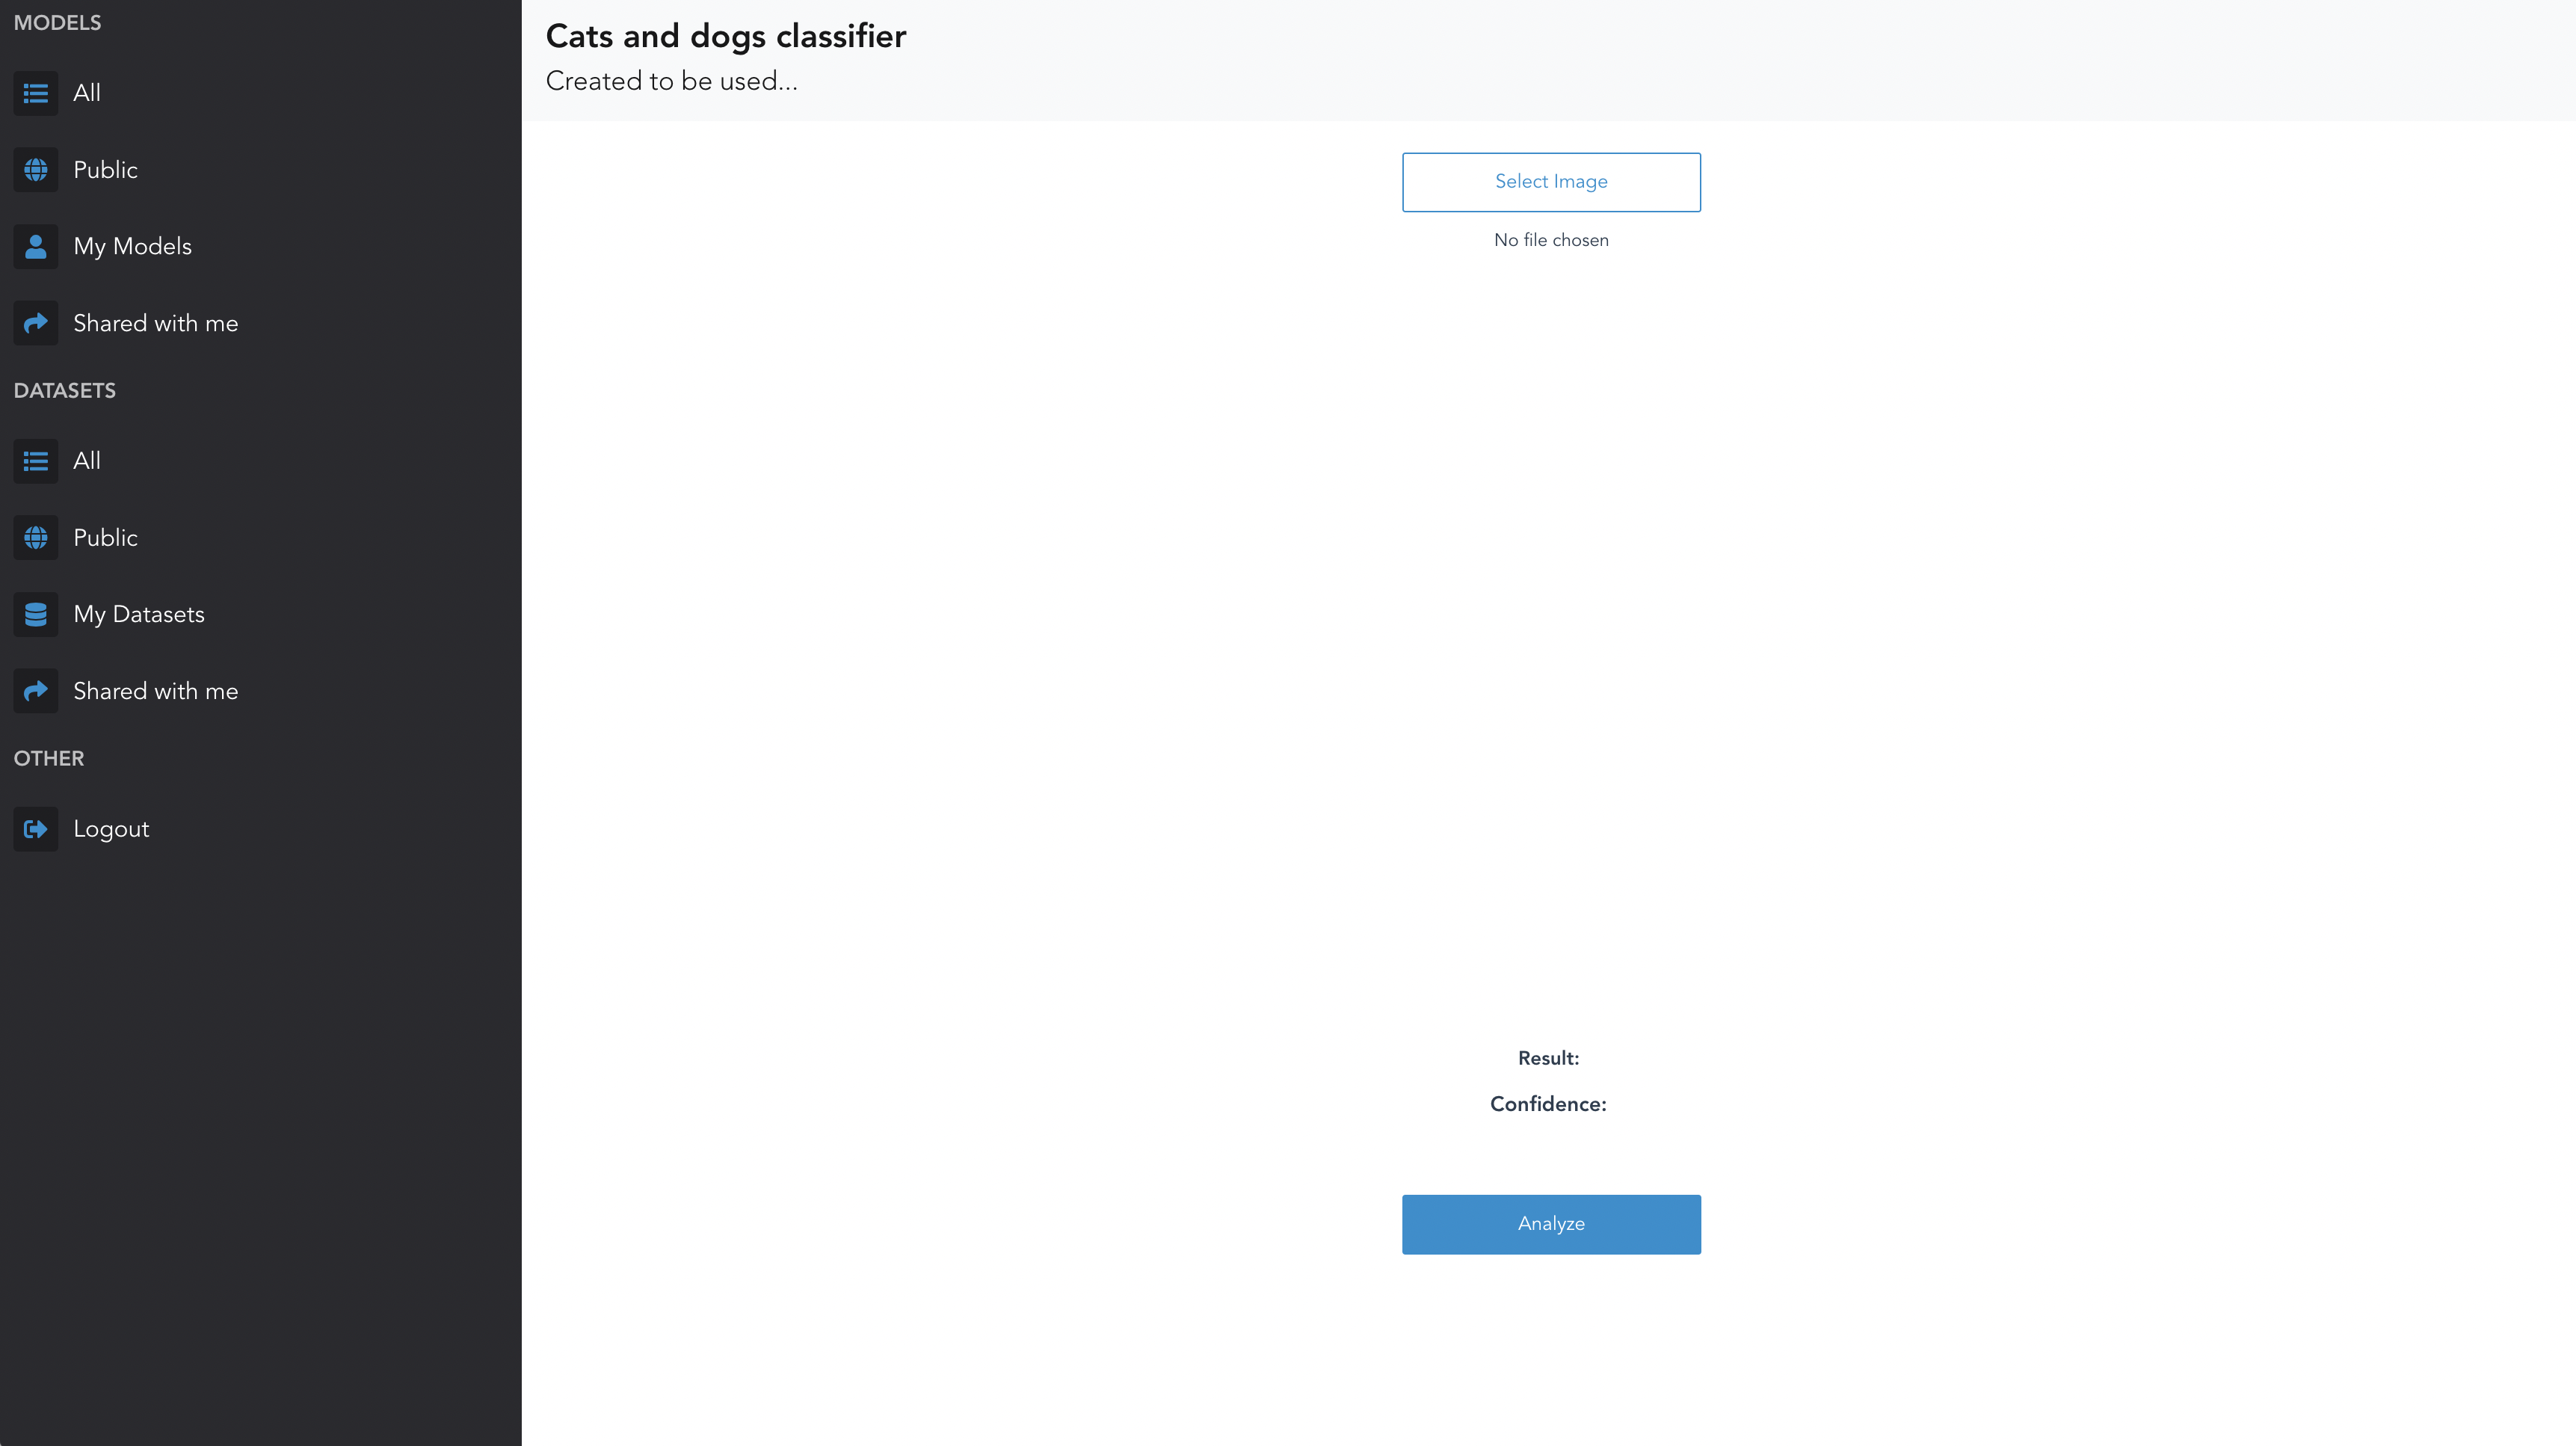 MODELS
All
Public
My Models
Shared with me
DATASETS
All
Public
My Datasets
Shared with me
OTHER
Logout
Cats and dogs classifier
Created to be used...
Select Image
No file chosen
Result:
Confidence:
Analyze